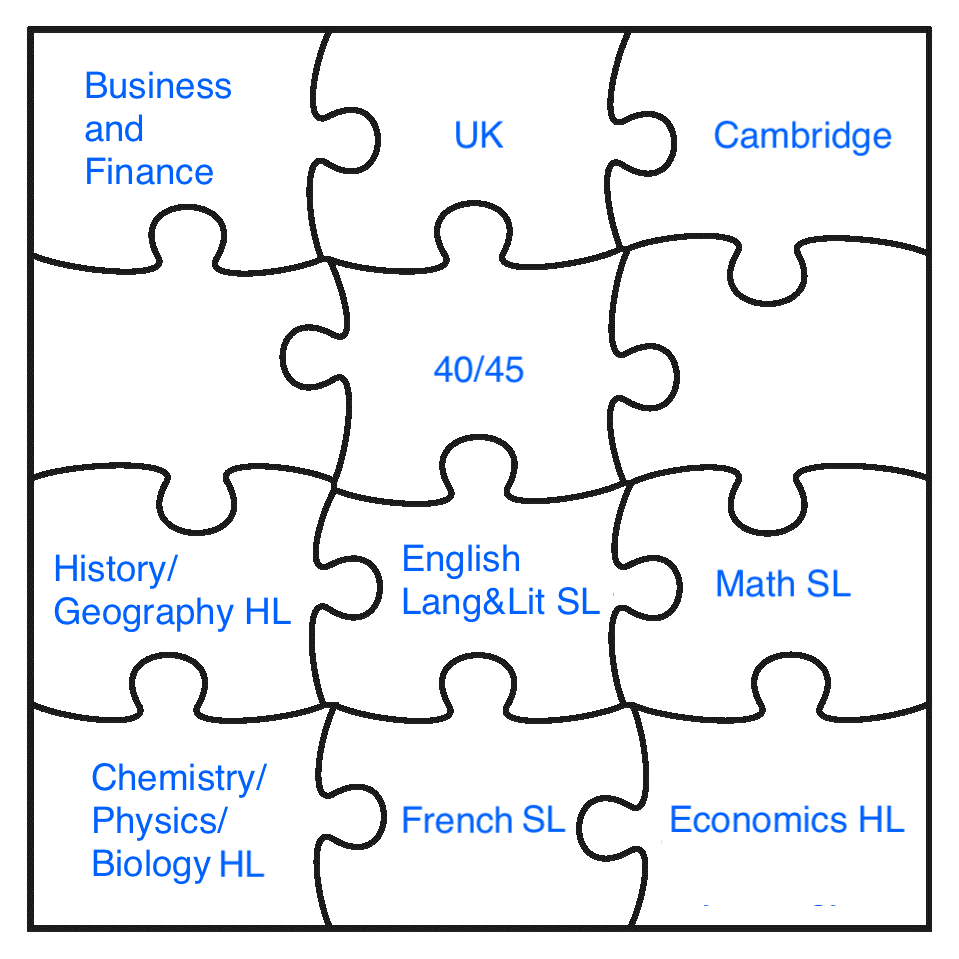 Business
and
Finance
UK
Cambridge
40/45
History/
Geography HL
English
Lang&Lit SL
Math SL
Chemistry/
Physics/
Biology HL
French SL
Economics HL